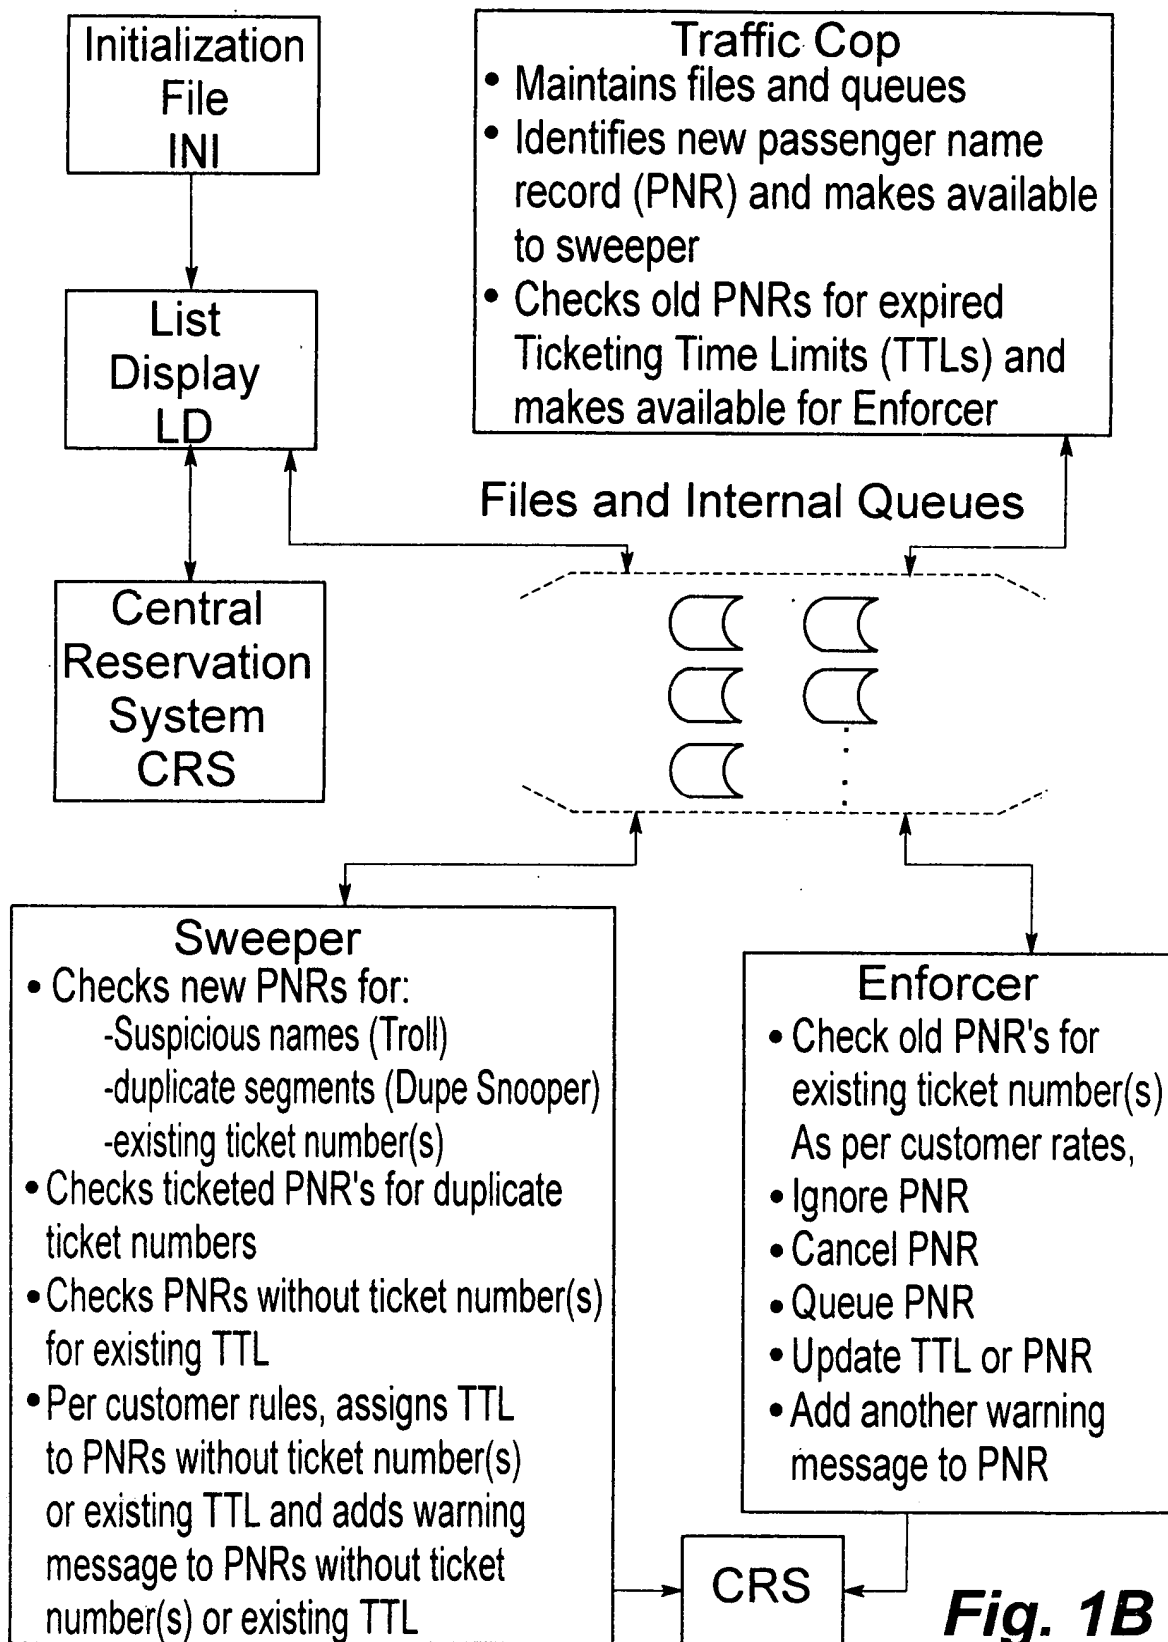 Initialization
File
INI
Traffic Cop
• Maintains files and queues
• Identifies new passenger name
record (PNR) and makes available
to sweeper
• Checks old PNRs for expired
Ticketing Time Limits (TTLs) and
makes available for Enforcer
List
Display
LD
Files and Internal Queues
Central
Reservation
System
CRS
Sweeper
• Checks new PNRs for:
-Suspicious names (Troll)
-duplicate segments (Dupe Snooper)
-existing ticket number(s)
• Checks ticketed PNR's for duplicate
ticket numbers
• Checks PNRs without ticket number(s)
for existing TTL
• Per customer rules, assigns TTL
to PNRs without ticket number(s)
or existing TTL and adds warning
message to PNRs without ticket
number(s) or existing TTL
Enforcer
• Check old PNR's for
existing ticket number(s)
As per customer rates,
• Ignore PNR
• Cancel PNR
• Queue PNR
• Update TTL or PNR
• Add another warning
message to PNR
CRS
Fig. 1B